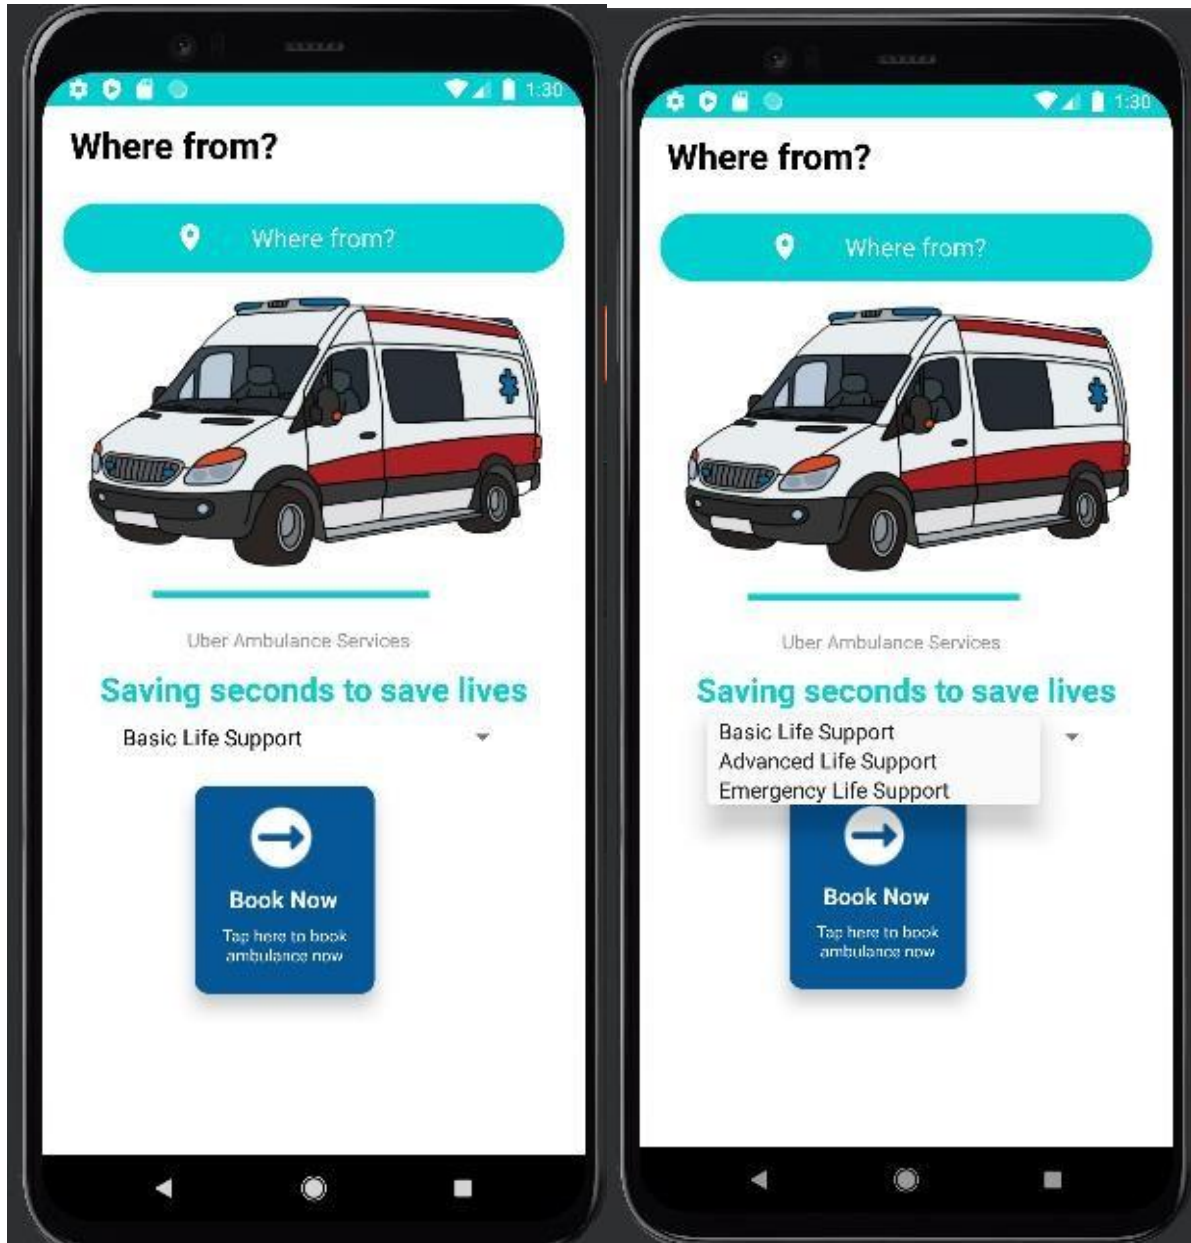 1:30
Where from?
Where from?
Uber Ambulance Services
Saving seconds to save lives
Basic Life Support
Book Now
Tap here to book
ambulance now
1:30
Where from?
Where from?
Uber Ambulance Services
Saving seconds to save lives
Basic Life Support
Advanced Life Support
Emergency Life Support
Book Now
Tap here to book
ambulance now